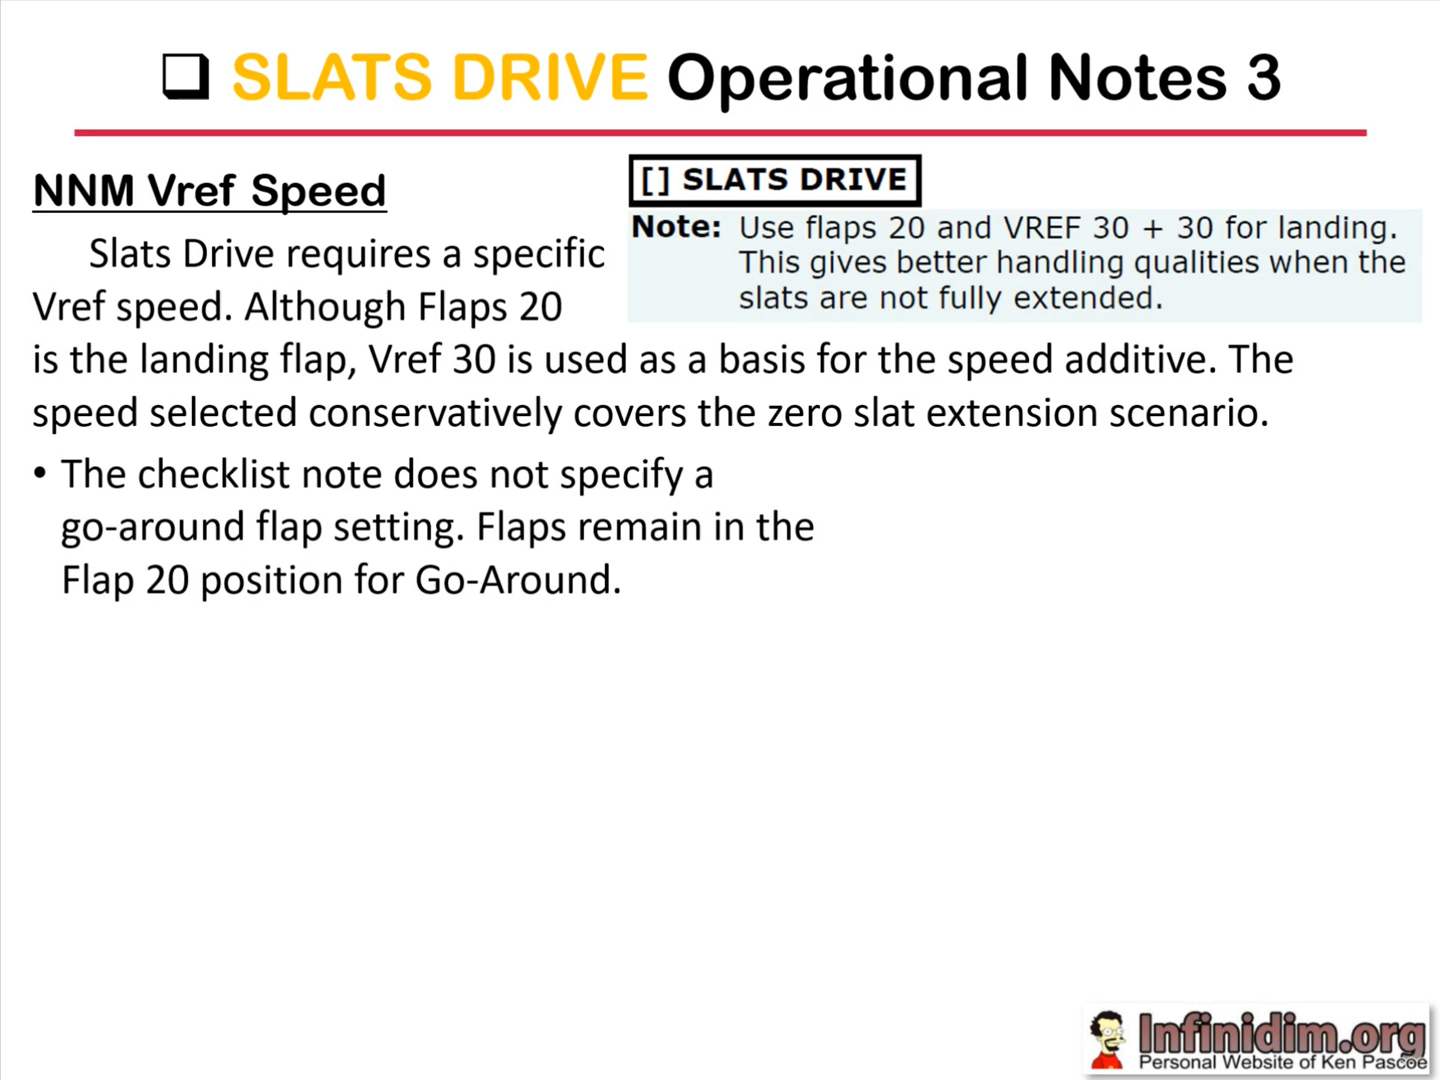 ❑ SLATS DRIVE Operational Notes 3
NNM Vref Speed
Slats Drive requires a specific
Vref speed. Although Flaps 20
[] SLATS DRIVE
Note: Use flaps 20 and VREF 30 + 30 for landing.
This gives better handling qualities when the
slats are not fully extended.
is the landing flap, Vref 30 is used as a basis for the speed additive. The
speed selected conservatively covers the zero slat extension scenario.
• The checklist note does not specify a
go-around flap setting. Flaps remain in the
Flap 20 position for Go-Around.
Infinidim.org
Personal Website of Ken Pascoe